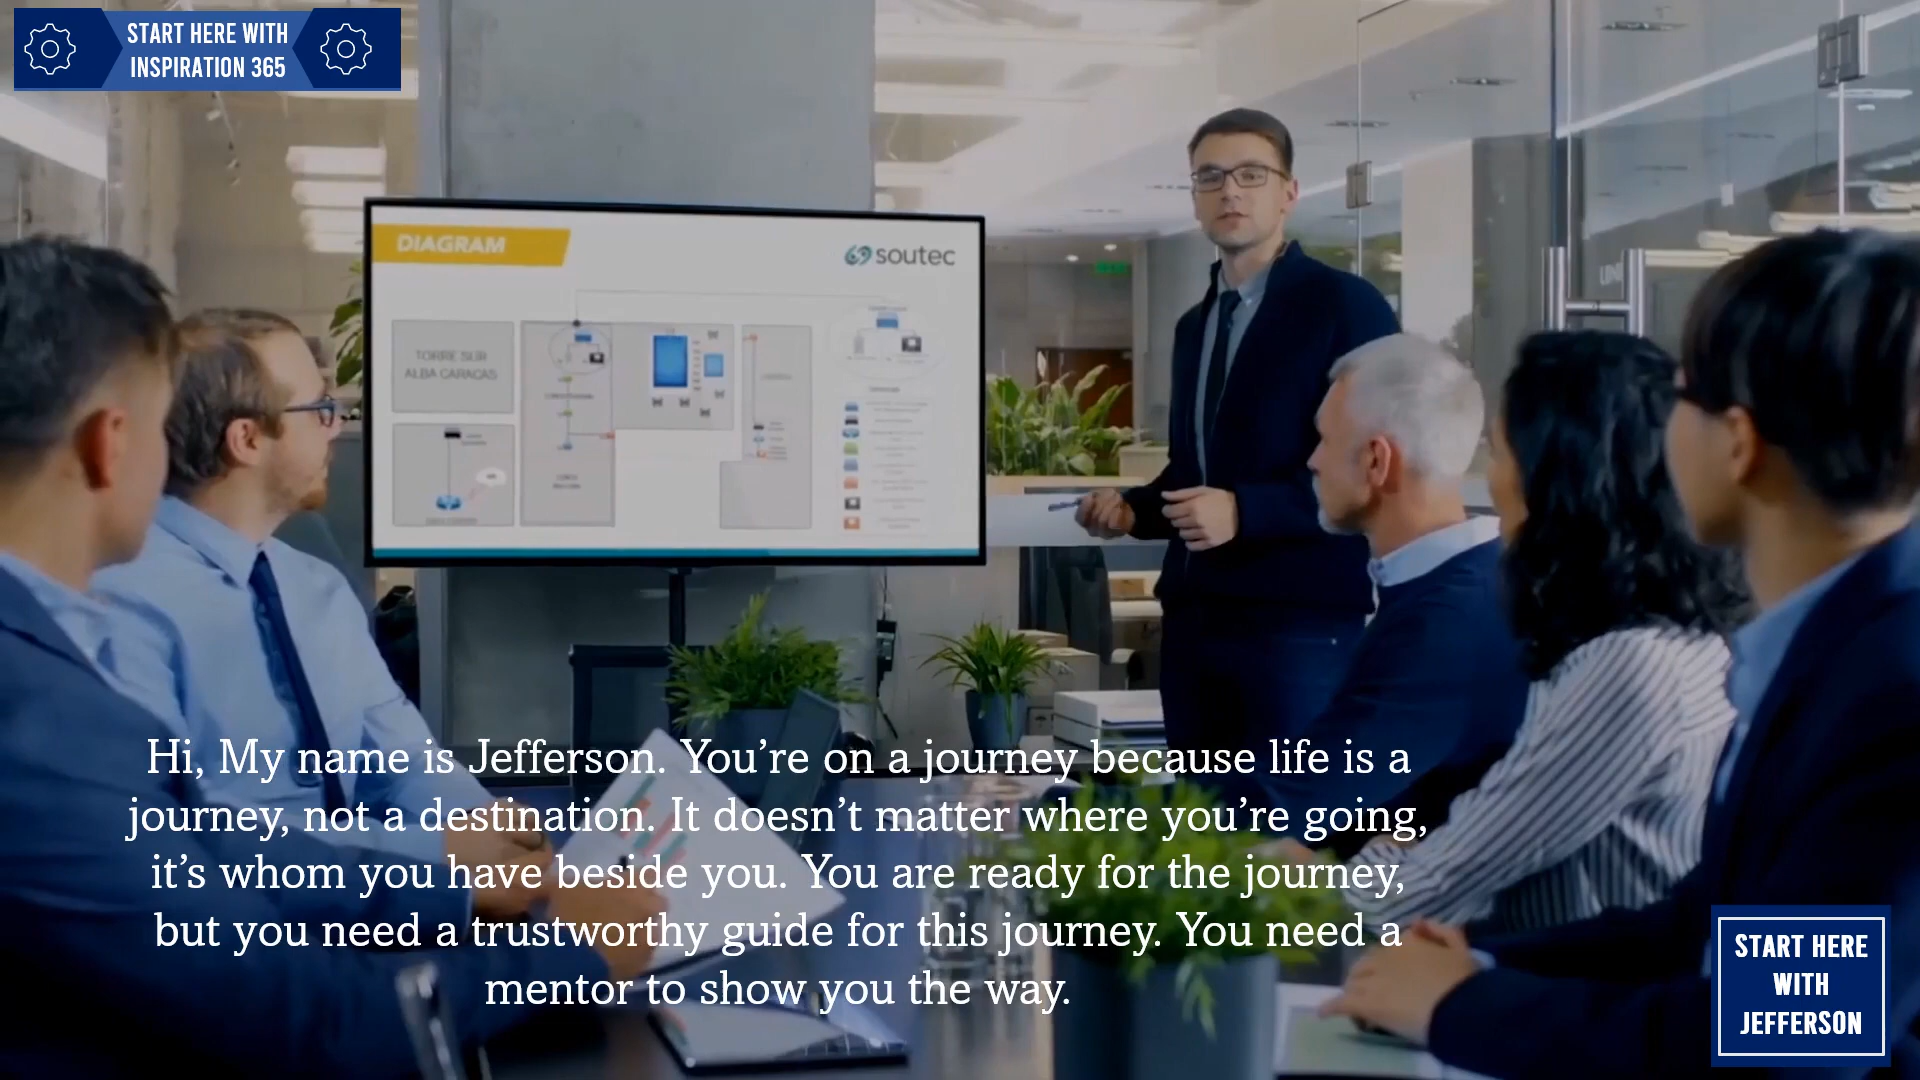 START HERE WITH
INSPIRATION 365
DIAGRAM
soutec
TORRE SUR
ALBA CARACAS
Hi, My name is Jefferson. You’re on a journey because life is a
journey, not a destination. It doesn’t matter where you’re going,
it’s whom you have beside you. You are ready for the journey,
but you need a trustworthy guide for this journey. You need a
mentor to show you the way.
START HERE
WITH
JEFFERSON